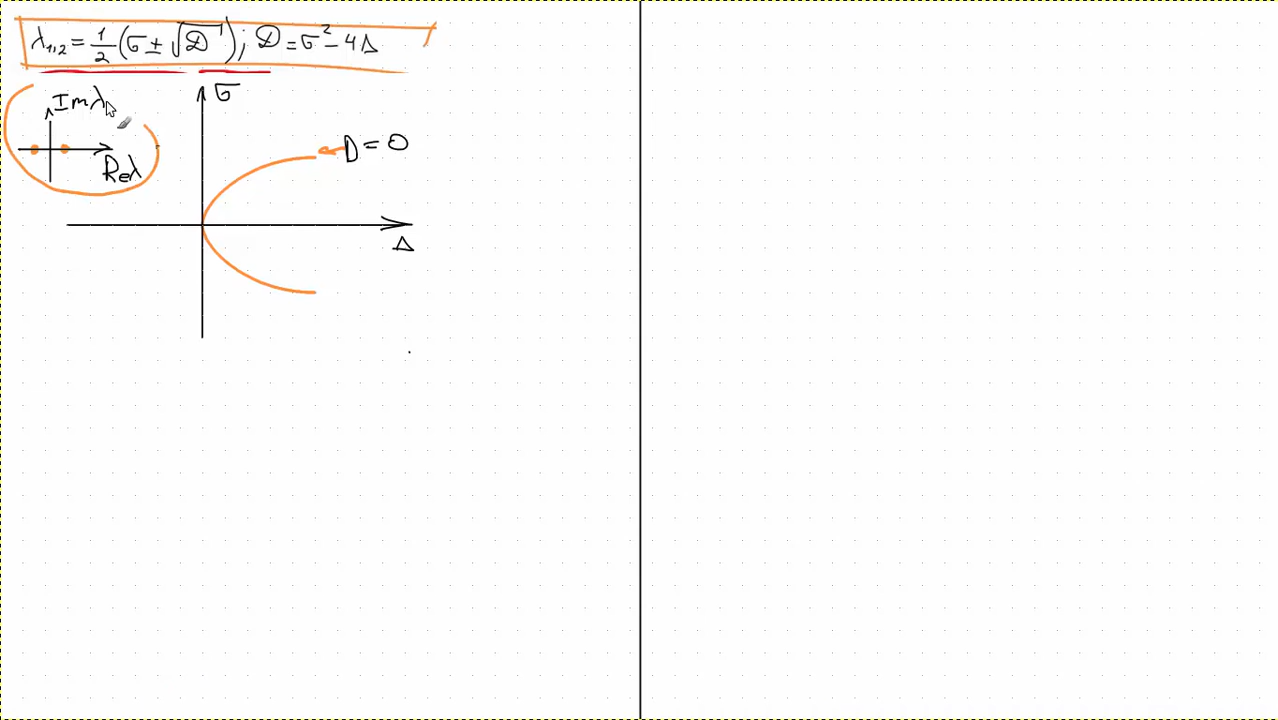 λ₁,₂ = 1/2 (σ ± √D); D = σ² - 4Δ
Im λ
σ
D = 0
Re λ
Δ